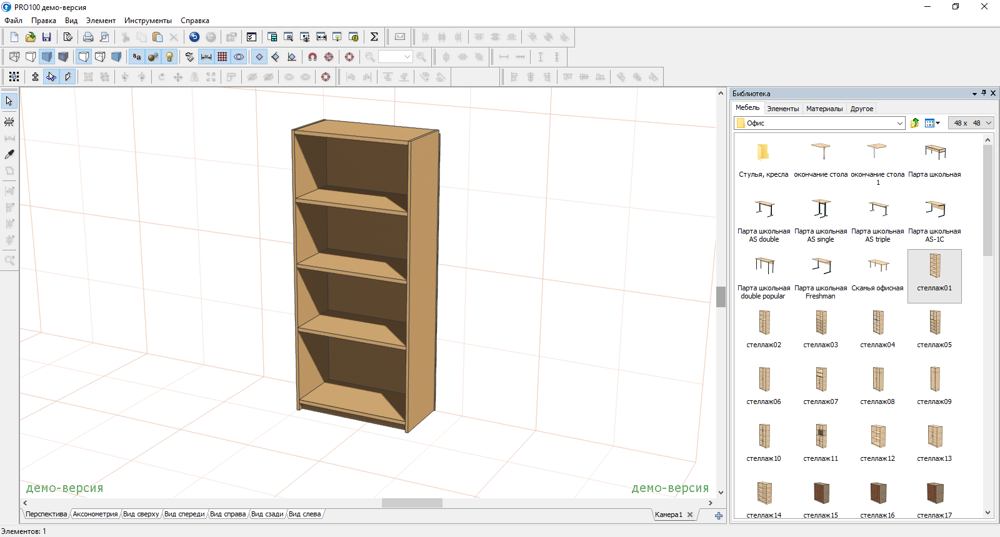 PRO100 демо-версия
Файл Правка Вид Элемент Инструменты Справка
aa
Библиотека
Мебель Элементы Материалы Другое
Офис 48 x 48
Стулья, кресла окончание стола окончание стола 1 Парта школьная
Парта школьная AS double Парта школьная AS single Парта школьная AS triple Парта школьная AS-1C
Парта школьная double popular Парта школьная Freshman Скамья офисная стеллаж01
стеллаж02 стеллаж03 стеллаж04 стеллаж05
стеллаж06 стеллаж07 стеллаж08 стеллаж09
стеллаж10 стеллаж11 стеллаж12 стеллаж13
стеллаж14 стеллаж15 стеллаж16 стеллаж17
демо-версия демо-версия
Перспектива Аксонометрия Вид сверху Вид спереди Вид справа Вид сзади Вид слева Камера1
Элементов: 1